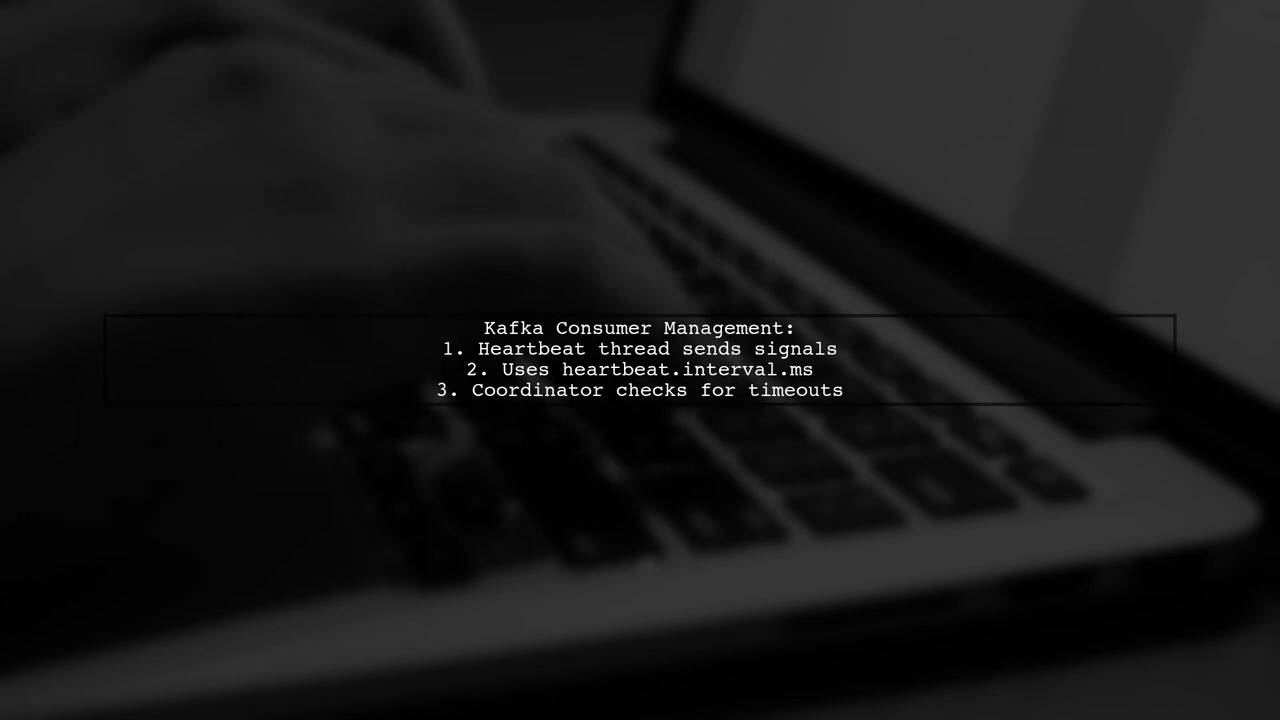 Kafka Consumer Management:
1. Heartbeat thread sends signals
2. Uses heartbeat.interval.ms
3. Coordinator checks for timeouts